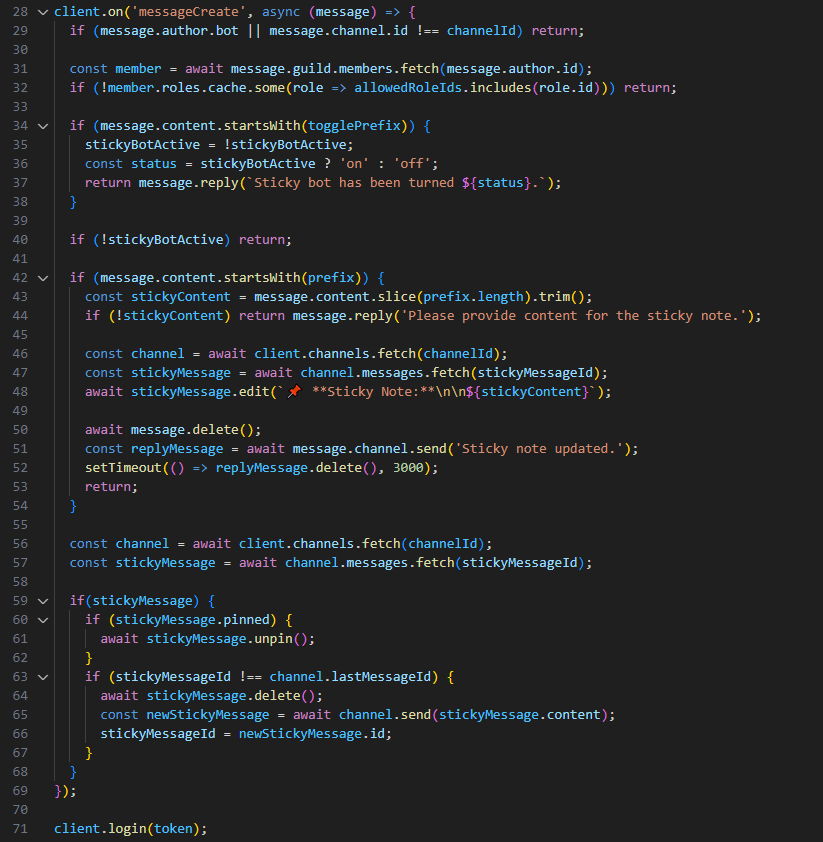 28 client.on('messageCreate', async (message) => {
29   if (message.author.bot || message.channel.id !== channelId) return;
30
31   const member = await message.guild.members.fetch(message.author.id);
32   if (!member.roles.cache.some(role => allowedRoleIds.includes(role.id))) return;
33
34   if (message.content.startsWith(togglePrefix)) {
35     stickyBotActive = !stickyBotActive;
36     const status = stickyBotActive ? 'on' : 'off';
37     return message.reply(`Sticky bot has been turned ${status}.`);
38   }
39
40   if (!stickyBotActive) return;
41
42   if (message.content.startsWith(prefix)) {
43     const stickyContent = message.content.slice(prefix.length).trim();
44     if (!stickyContent) return message.reply('Please provide content for the sticky note.');
45
46     const channel = await client.channels.fetch(channelId);
47     const stickyMessage = await channel.messages.fetch(stickyMessageId);
48     await stickyMessage.edit(`📌 **Sticky Note:**\n\n${stickyContent}`);
49
50     await message.delete();
51     const replyMessage = await message.channel.send('Sticky note updated.');
52     setTimeout(() => replyMessage.delete(), 3000);
53     return;
54   }
55
56   const channel = await client.channels.fetch(channelId);
57   const stickyMessage = await channel.messages.fetch(stickyMessageId);
58
59   if(stickyMessage) {
60     if (stickyMessage.pinned) {
61       await stickyMessage.unpin();
62     }
63     if (stickyMessageId !== channel.lastMessageId) {
64       await stickyMessage.delete();
65       const newStickyMessage = await channel.send(stickyMessage.content);
66       stickyMessageId = newStickyMessage.id;
67     }
68   }
69 });
70
71 client.login(token);